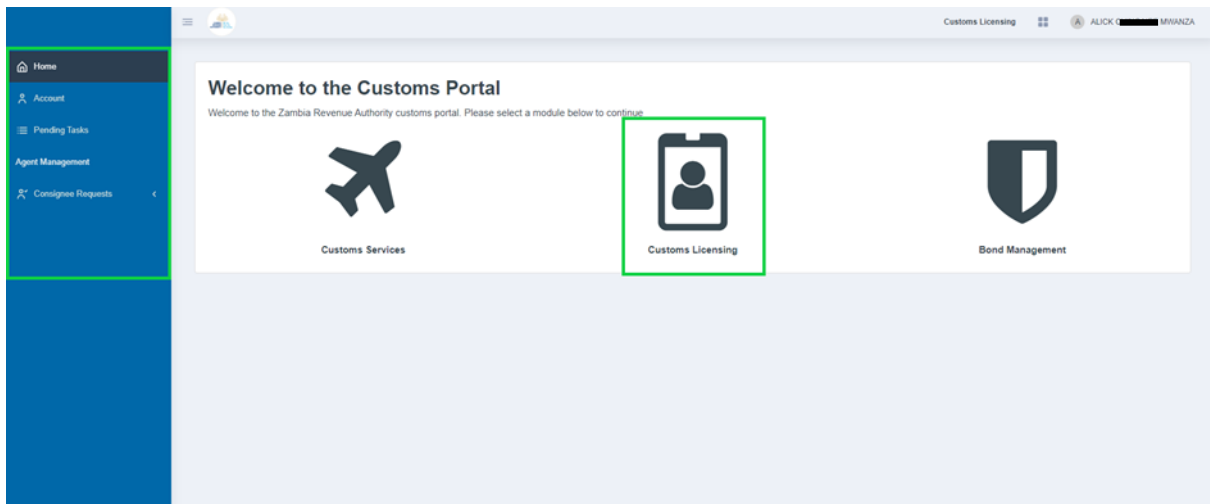 Customs Licensing
A
ALICK MWANZA
Home
Account
Pending Tasks
Agent Management
Consignee Requests
Welcome to the Customs Portal
Welcome to the Zambia Revenue Authority customs portal. Please select a module below to continue
Customs Services
Customs Licensing
Bond Management